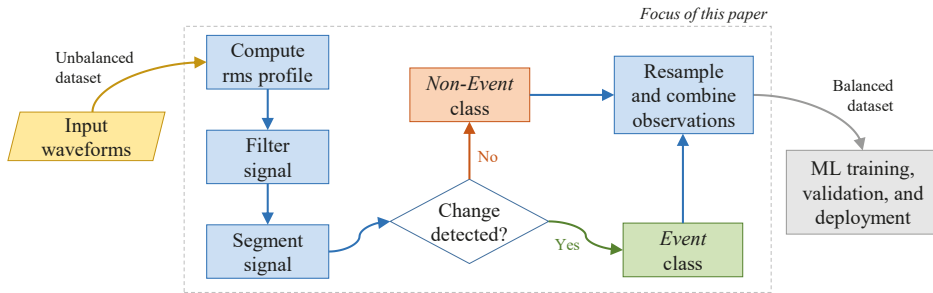 Focus of this paper
Unbalanced
dataset
Input
waveforms
Compute
rms profile
Filter
signal
Segment
signal
Change
detected?
No
Non-Event
class
Yes
Event
class
Resample
and combine
observations
Balanced
dataset
ML training,
validation, and
deployment